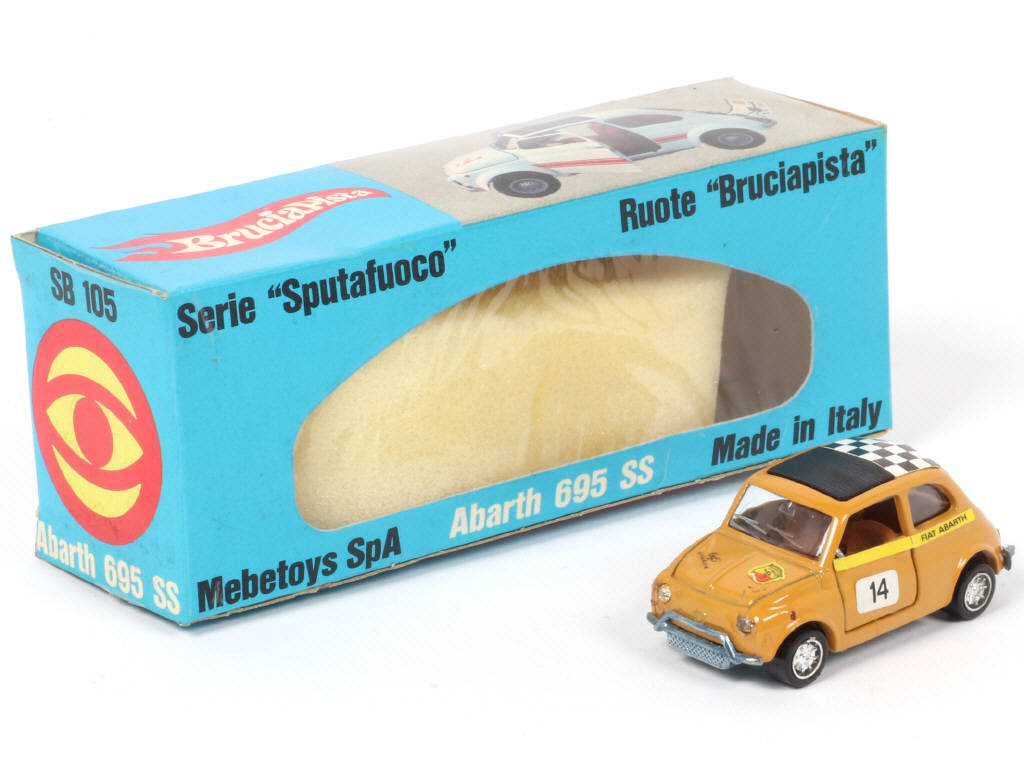 Bruciapista
SB 105
Abarth 695 SS
Serie "Sputafuoco"
Ruote "Bruciapista"
Mebetoys SpA
Abarth 695 SS
Made in Italy
FIAT ABARTH
14